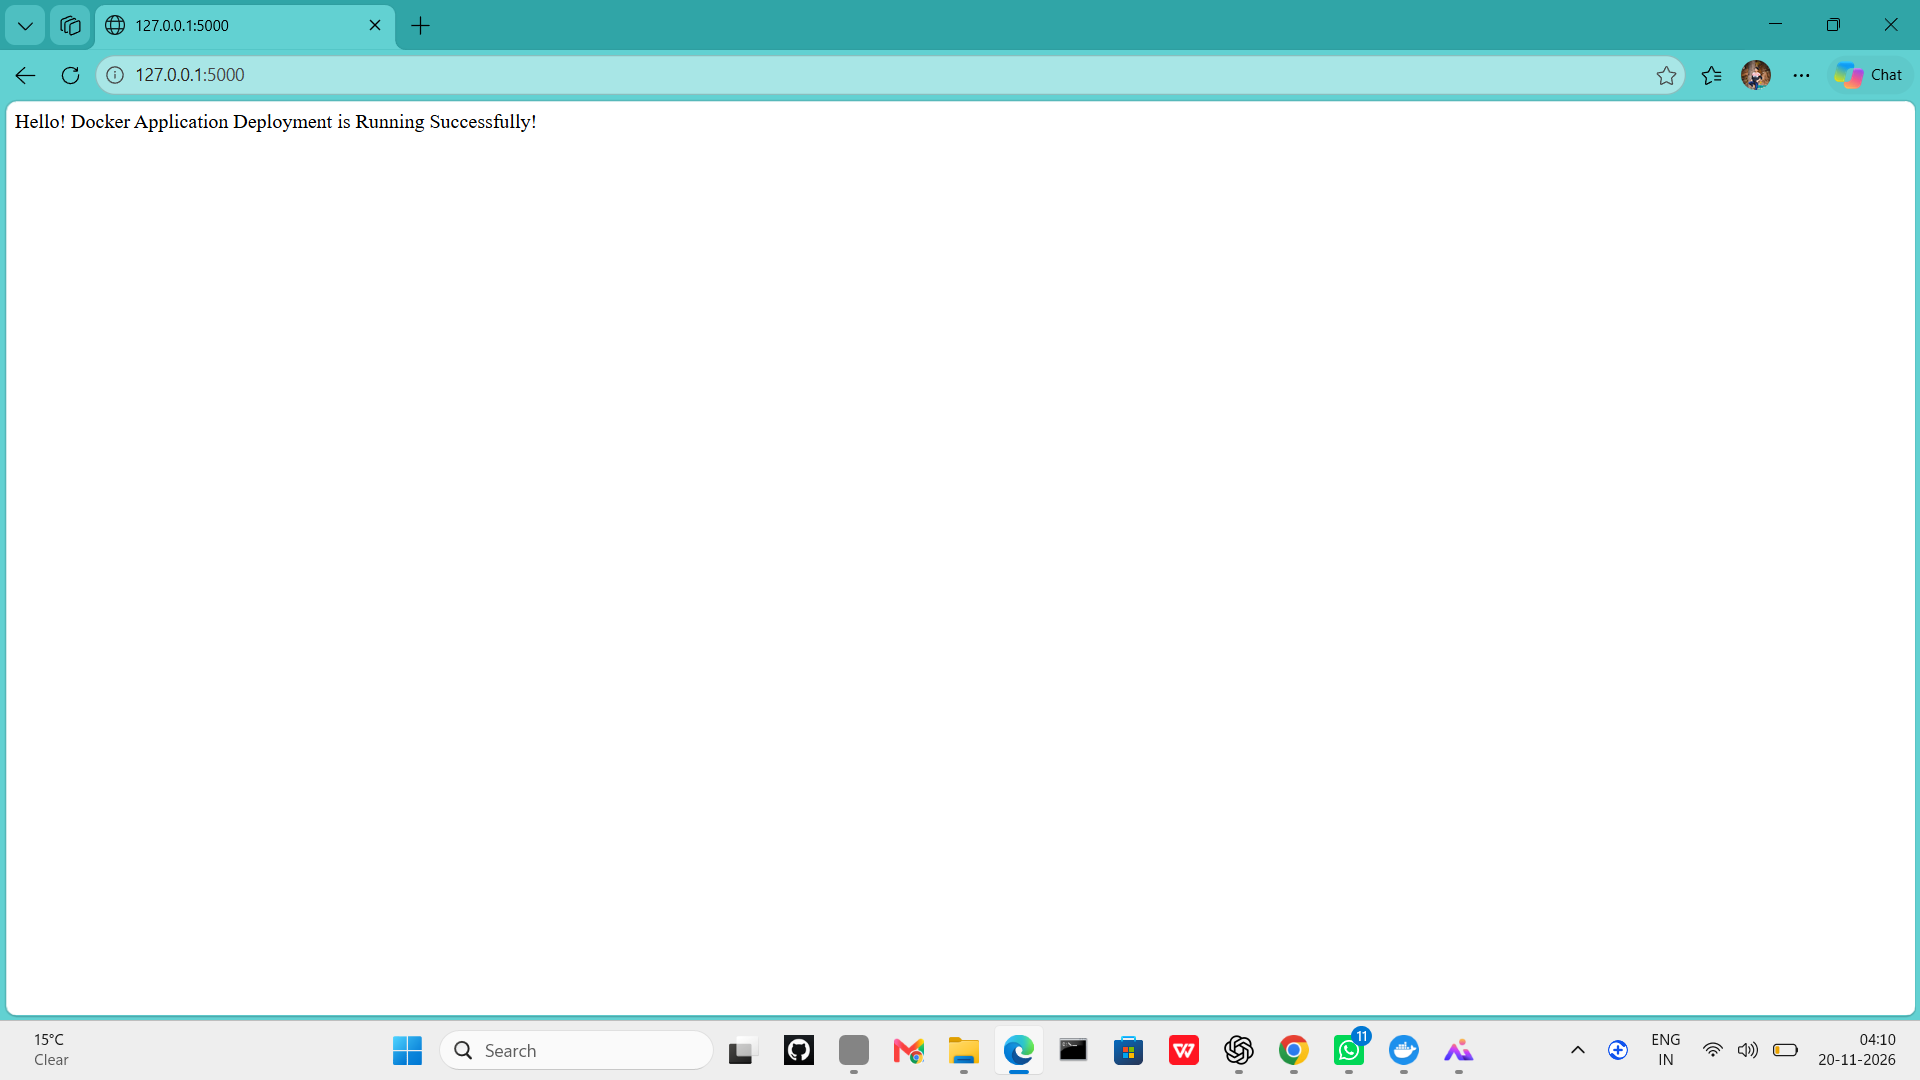 127.0.0.1:5000
127.0.0.1:5000
Chat
Hello! Docker Application Deployment is Running Successfully!
15°C
Clear
Search
11
ENG
IN
04:10
20-11-2026